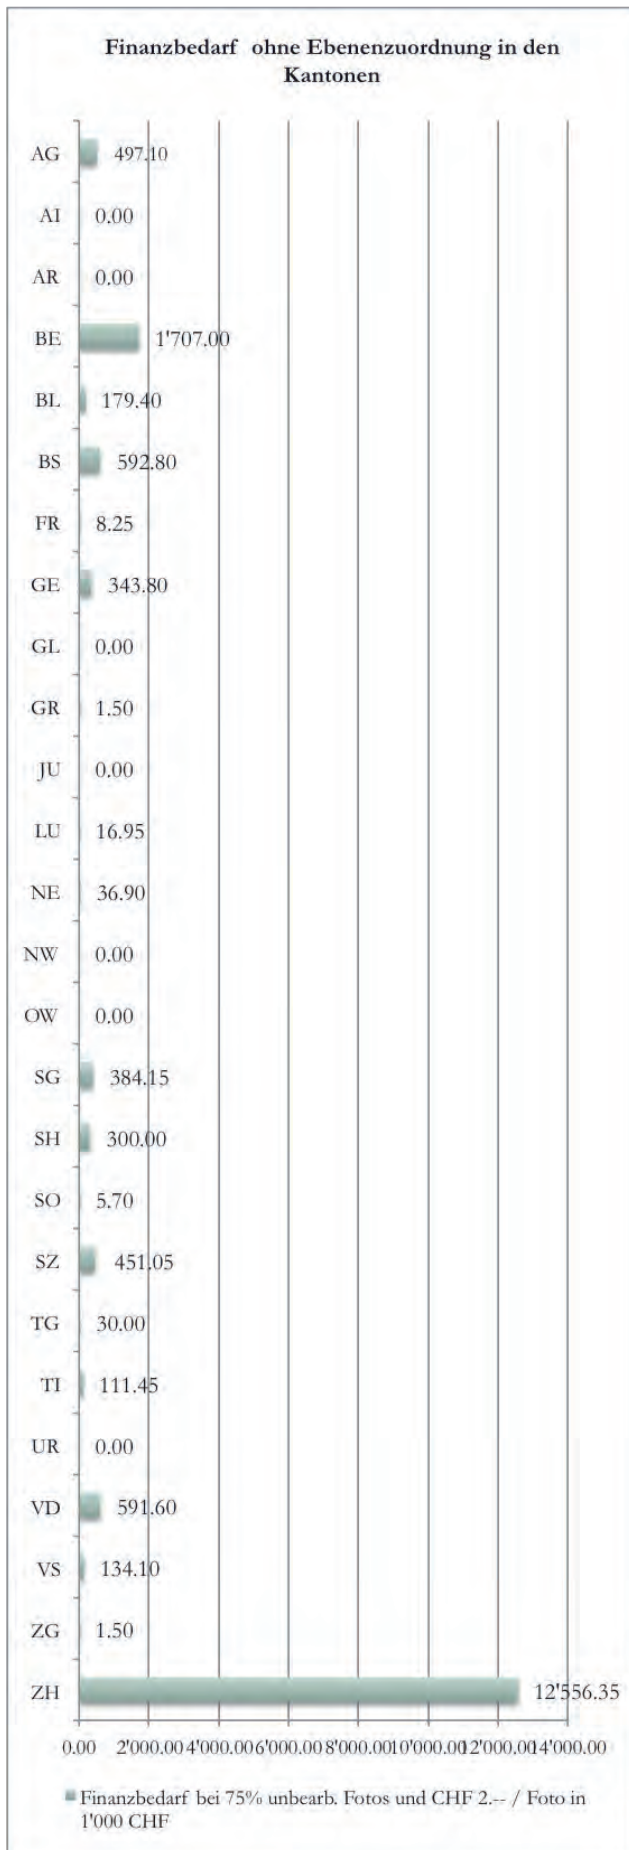 Finanzbedarf ohne Ebenenzuordnung in den
Kantonen
AG 497.10
AI 0.00
AR 0.00
BE 1'707.00
BL 179.40
BS 592.80
FR 8.25
GE 343.80
GL 0.00
GR 1.50
JU 0.00
LU 16.95
NE 36.90
NW 0.00
OW 0.00
SG 384.15
SH 300.00
SO 5.70
SZ 451.05
TG 30.00
TI 111.45
UR 0.00
VD 591.60
VS 134.10
ZG 1.50
ZH 12'556.35
0.00 2'000.00 4'000.00 6'000.00 8'000.00 10'000.00 12'000.00 14'000.00
Finanzbedarf bei 75% unbearb. Fotos und CHF 2.-- / Foto in
1'000 CHF